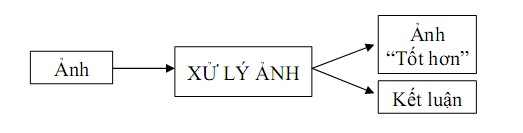 Ảnh
XỬ LÝ ẢNH
Ảnh
“Tốt hơn”
Kết luận